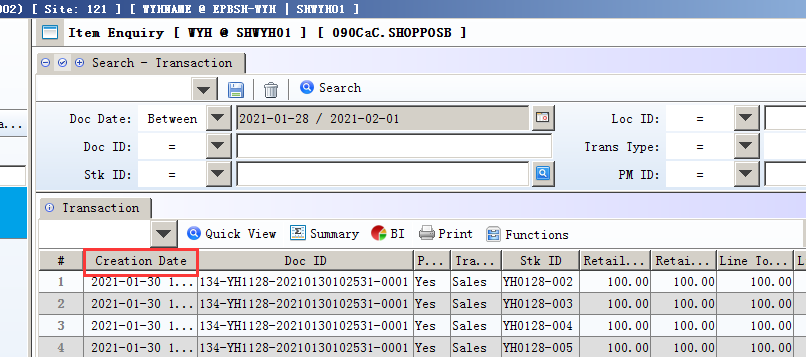 002) [ Site: 121 ] [ WYHNAME @ EPBSH-WYH | SHWYH01 ] [
Item Enquiry [ WYH @ SHWYH01 ] [ 090CaC.SHOPPOSB ]
Search - Transaction
Search
a...
Doc Date: Between 2021-01-28 / 2021-02-01 Loc ID: =
Doc ID: = Trans Type: =
Stk ID: = PM ID: =
Transaction
Quick View Summary BI Print Functions
# Creation Date Doc ID P... Tra... Stk ID Retail... Retai... Line To... L
1 2021-01-30 1... 134-YH1128-20210130102531-0001 Yes Sales YH0128-002 100.00 100.00 100.00
2 2021-01-30 1... 134-YH1128-20210130102531-0001 Yes Sales YH0128-003 100.00 100.00 100.00
3 2021-01-30 1... 134-YH1128-20210130102531-0001 Yes Sales YH0128-004 100.00 100.00 100.00
4 2021-01-30 1... 134-YH1128-20210130102531-0001 Yes Sales YH0128-005 100.00 100.00 100.00